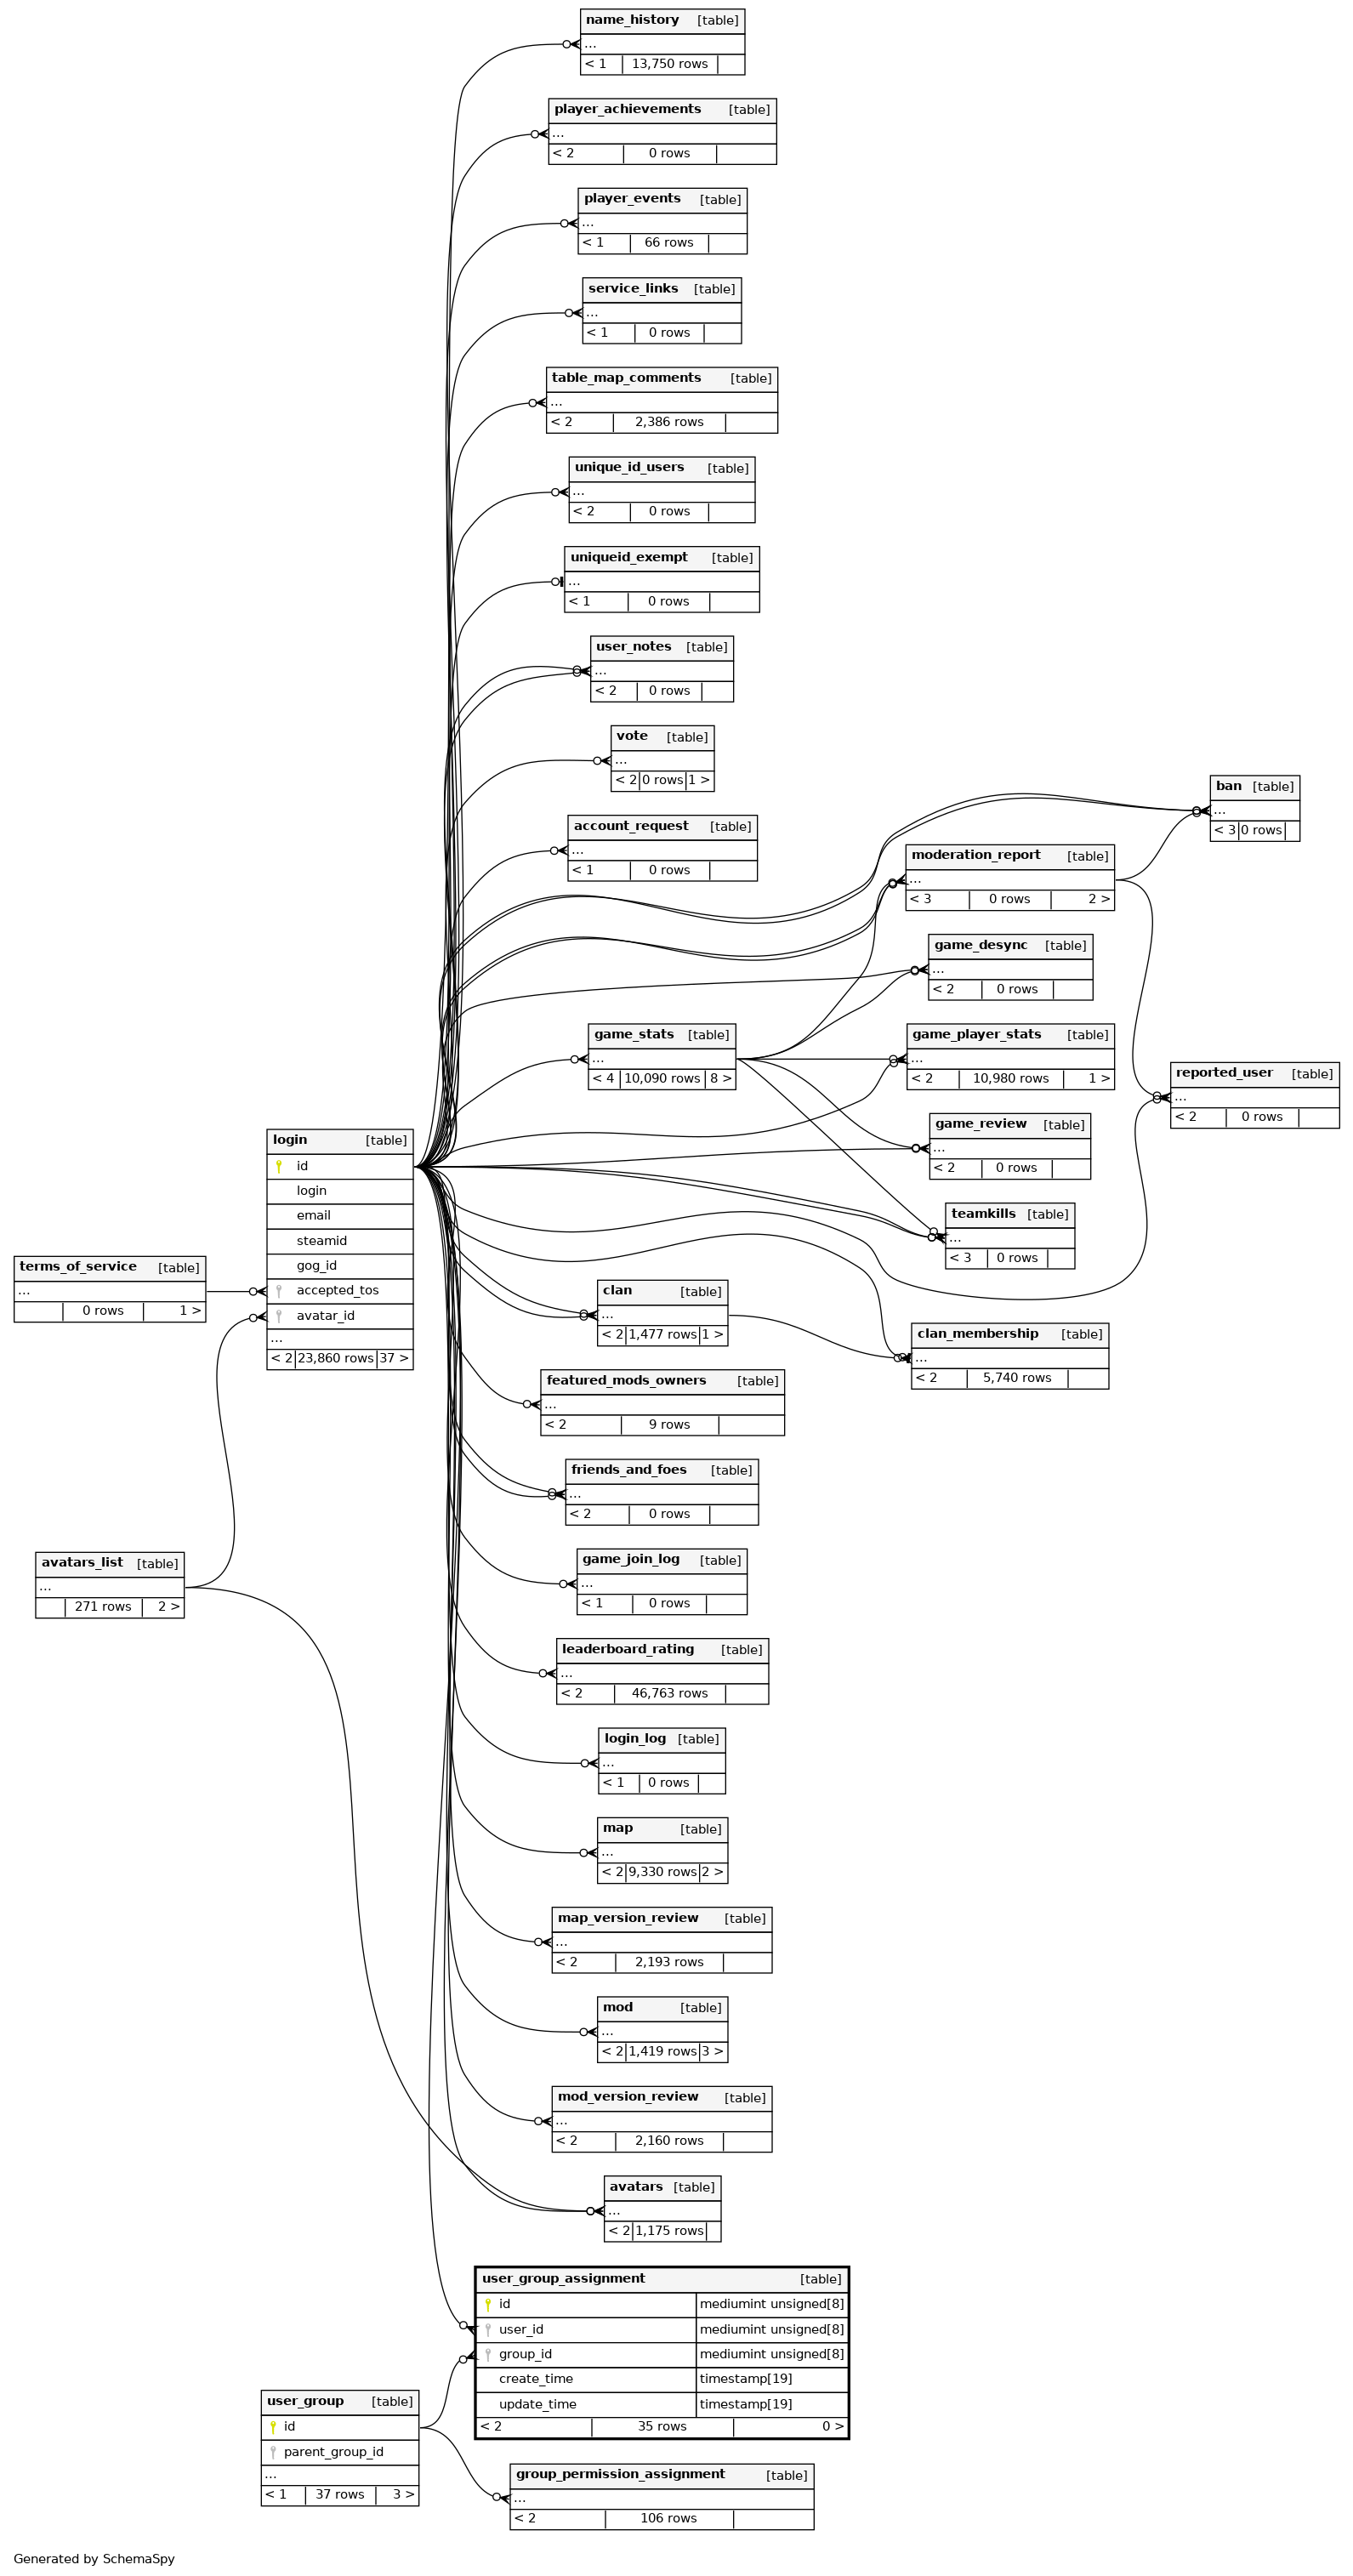 name_history [table]
...
< 1 13,750 rows
player_achievements [table]
...
< 2 0 rows
player_events [table]
...
< 1 66 rows
service_links [table]
...
< 1 0 rows
table_map_comments [table]
...
< 2 2,386 rows
unique_id_users [table]
...
< 2 0 rows
uniqueid_exempt [table]
...
< 1 0 rows
user_notes [table]
...
< 2 0 rows
vote [table]
...
< 2 0 rows 1 >
ban [table]
...
< 3 0 rows
account_request [table]
...
< 1 0 rows
moderation_report [table]
...
< 3 0 rows 2 >
game_desync [table]
...
< 2 0 rows
game_stats [table]
...
< 4 10,090 rows 8 >
game_player_stats [table]
...
< 2 10,980 rows 1 >
reported_user [table]
...
< 2 0 rows
game_review [table]
...
< 2 0 rows
login [table]
id
login
email
steamid
gog_id
accepted_tos
avatar_id
...
< 2 23,860 rows 37 >
teamkills [table]
...
< 3 0 rows
terms_of_service [table]
...
0 rows 1 >
clan [table]
...
< 2 1,477 rows 1 >
clan_membership [table]
...
< 2 5,740 rows
featured_mods_owners [table]
...
< 2 9 rows
friends_and_foes [table]
...
< 2 0 rows
avatars_list [table]
...
271 rows 2 >
game_join_log [table]
...
< 1 0 rows
leaderboard_rating [table]
...
< 2 46,763 rows
login_log [table]
...
< 1 0 rows
map [table]
...
< 2 9,330 rows 2 >
map_version_review [table]
...
< 2 2,193 rows
mod [table]
...
< 2 1,419 rows 3 >
mod_version_review [table]
...
< 2 2,160 rows
avatars [table]
...
< 2 1,175 rows
user_group_assignment [table]
id mediumint unsigned[8]
user_id mediumint unsigned[8]
group_id mediumint unsigned[8]
create_time timestamp[19]
update_time timestamp[19]
< 2 35 rows 0 >
user_group [table]
id
parent_group_id
...
< 1 37 rows 3 >
group_permission_assignment [table]
...
< 2 106 rows
Generated by SchemaSpy